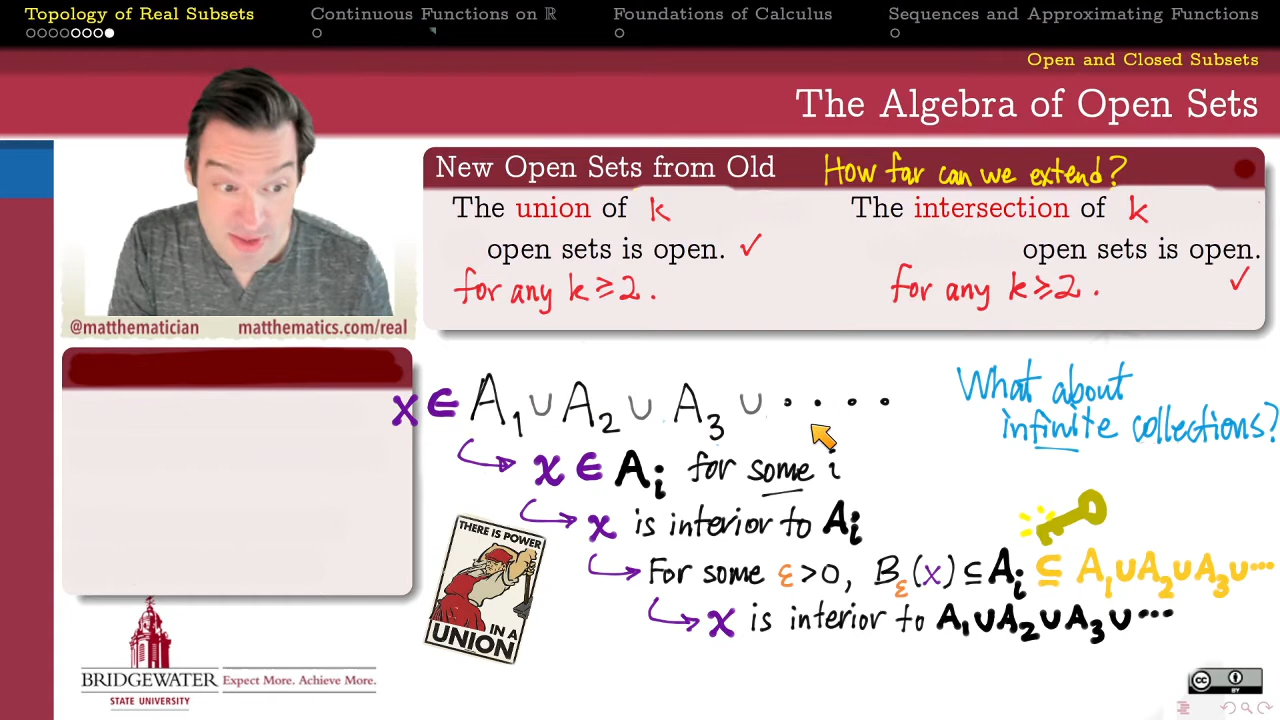 Topology of Real Subsets
Continuous Functions on ℝ
Foundations of Calculus
Sequences and Approximating Functions
Open and Closed Subsets
The Algebra of Open Sets
New Open Sets from Old
How far can we extend?
The union of k
open sets is open. ✓
for any k ≥ 2.
The intersection of k
open sets is open.
for any k ≥ 2. ✓
@matthematician matthematics.com/real
x ∈ A₁ ∪ A₂ ∪ A₃ ∪ ····
What about
infinite collections?
↪ x ∈ Aᵢ for some i
↪ x is interior to Aᵢ
↪ For some ε>0, B_ε(x) ⊆ Aᵢ ⊆ A₁∪A₂∪A₃∪···
↪ x is interior to A₁∪A₂∪A₃∪···
THERE IS POWER
IN A
UNION
BRIDGEWATER
STATE UNIVERSITY
Expect More. Achieve More.
cc
BY